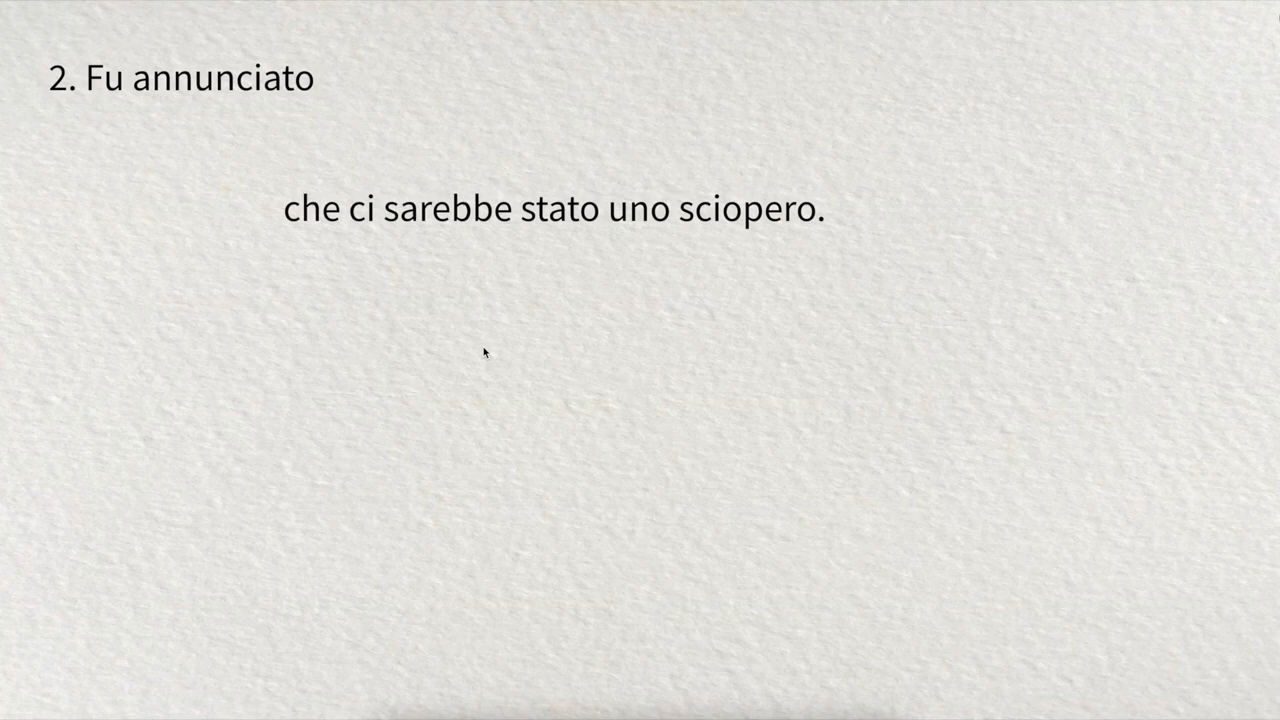 2. Fu annunciato
che ci sarebbe stato uno sciopero.